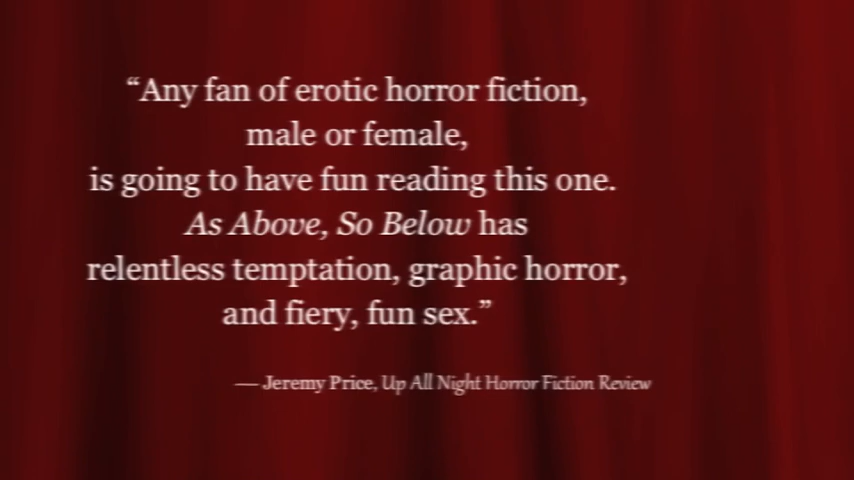 “Any fan of erotic horror fiction,
male or female,
is going to have fun reading this one.
As Above, So Below has
relentless temptation, graphic horror,
and fiery, fun sex.”
— Jeremy Price, Up All Night Horror Fiction Review